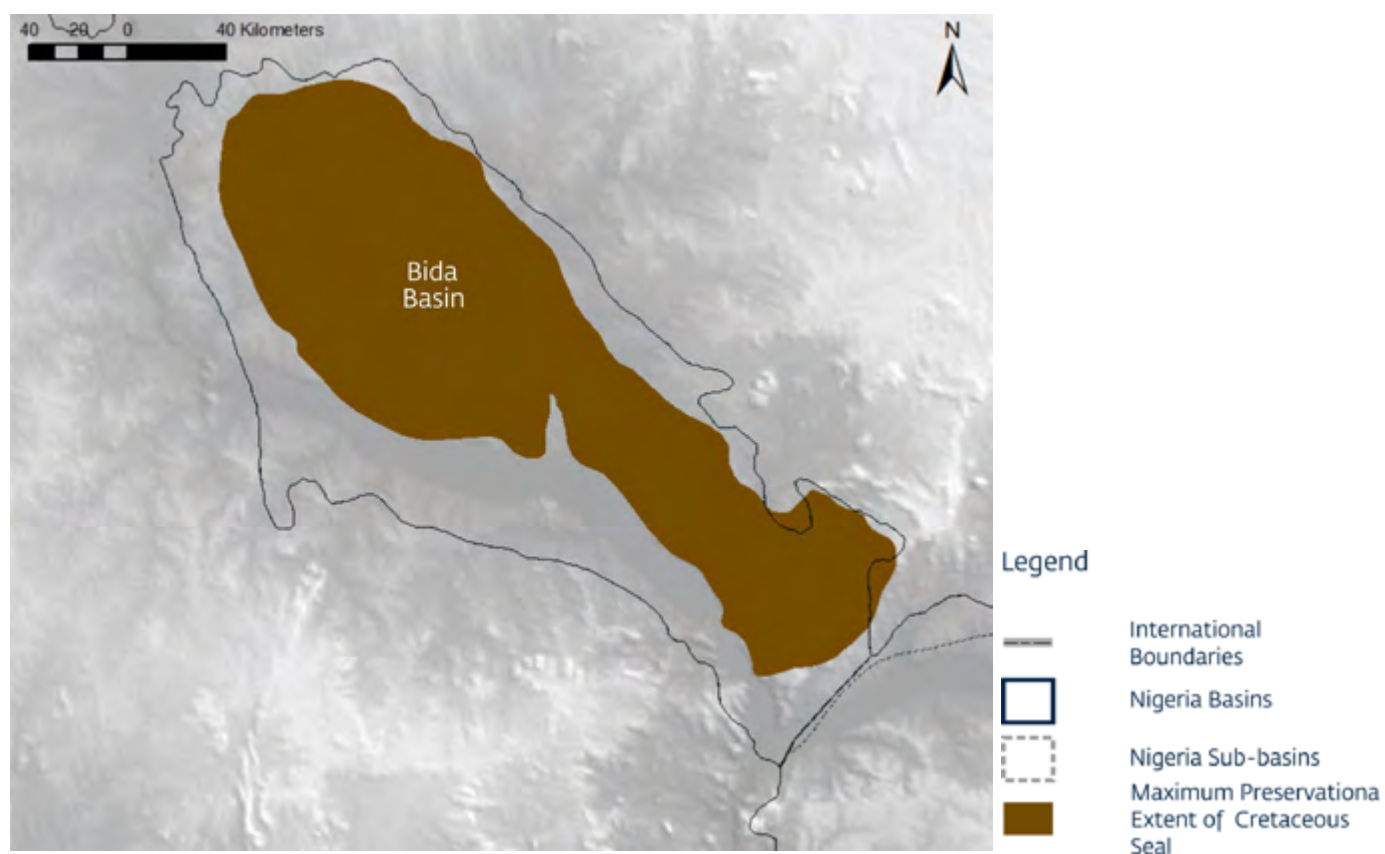 40 20 0 40 Kilometers
N
Bida
Basin
Legend
International
Boundaries
Nigeria Basins
Nigeria Sub-basins
Maximum Preservationa
Extent of Cretaceous
Seal